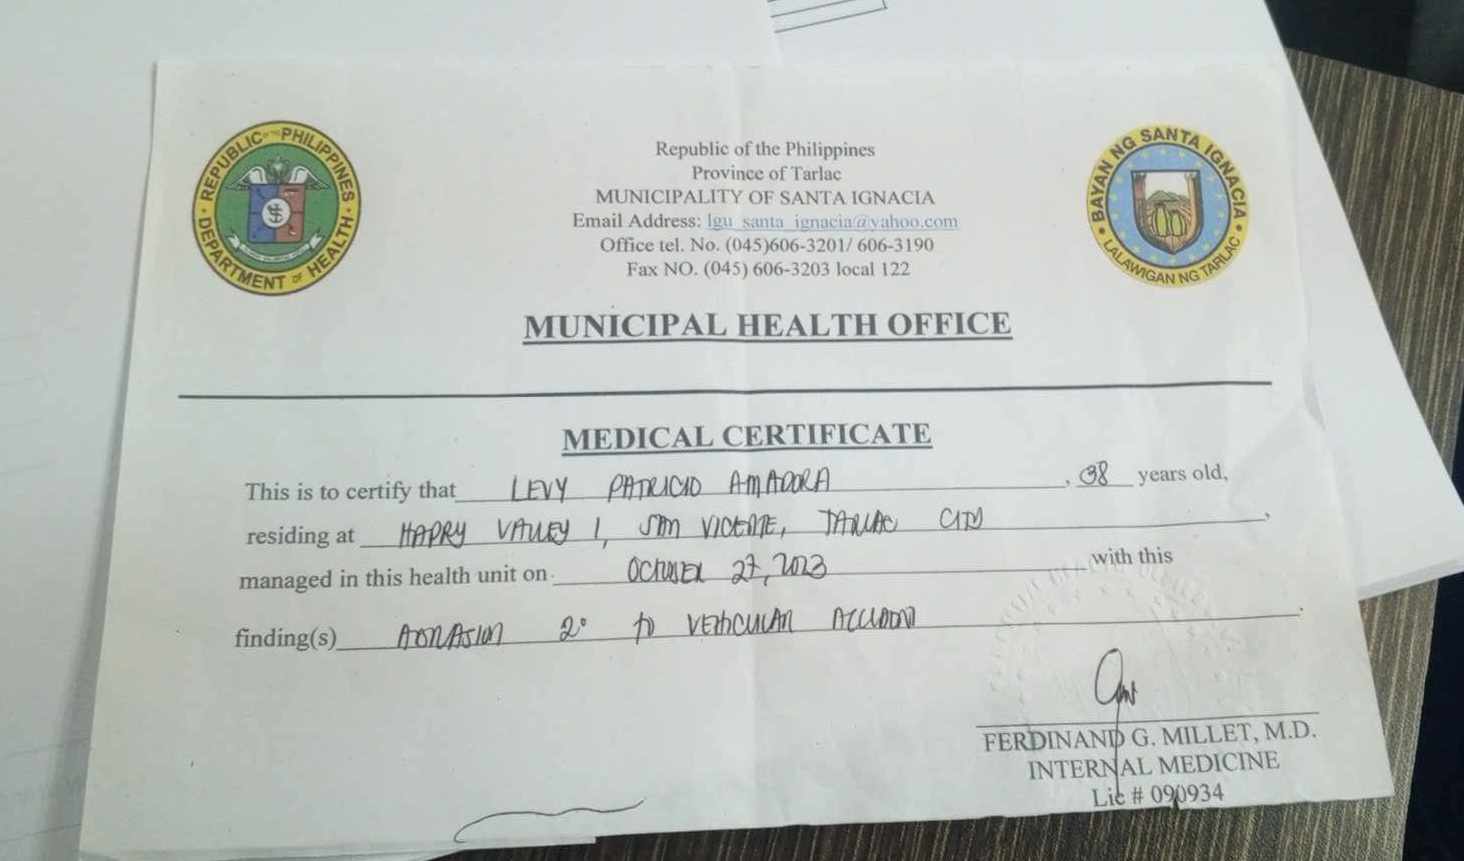 REPUBLIC OF THE PHILIPPINES
DEPARTMENT OF HEALTH
Republic of the Philippines
Province of Tarlac
MUNICIPALITY OF SANTA IGNACIA
Email Address: lgu_santa_ignacia@yahoo.com
Office tel. No. (045)606-3201/ 606-3190
Fax NO. (045) 606-3203 local 122
BAYAN NG SANTA IGNACIA
LALAWIGAN NG TARLAC
MUNICIPAL HEALTH OFFICE
MEDICAL CERTIFICATE
This is to certify that LEVY PATRICIO AMADORA, 38 years old,
residing at HAPPY VALLEY 1, SAN VICENTE, TARLAC CITY,
managed in this health unit on OCTOBER 27, 2023 with this
finding(s) ABRASION 2° to VEHICULAR ACCIDENT.
FERDINAND G. MILLET, M.D.
INTERNAL MEDICINE
Lic # 090934